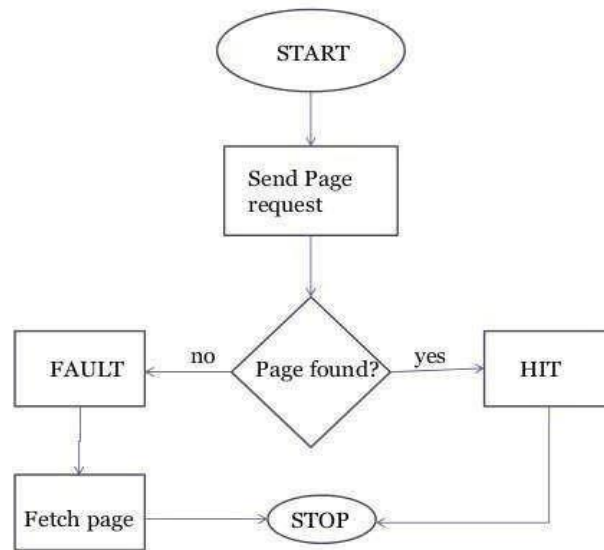 START
Send Page
request
no
Page found?
yes
FAULT
HIT
Fetch page
STOP